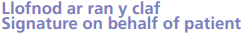 Llofnod ar ran y claf
Signature on behalf of patient